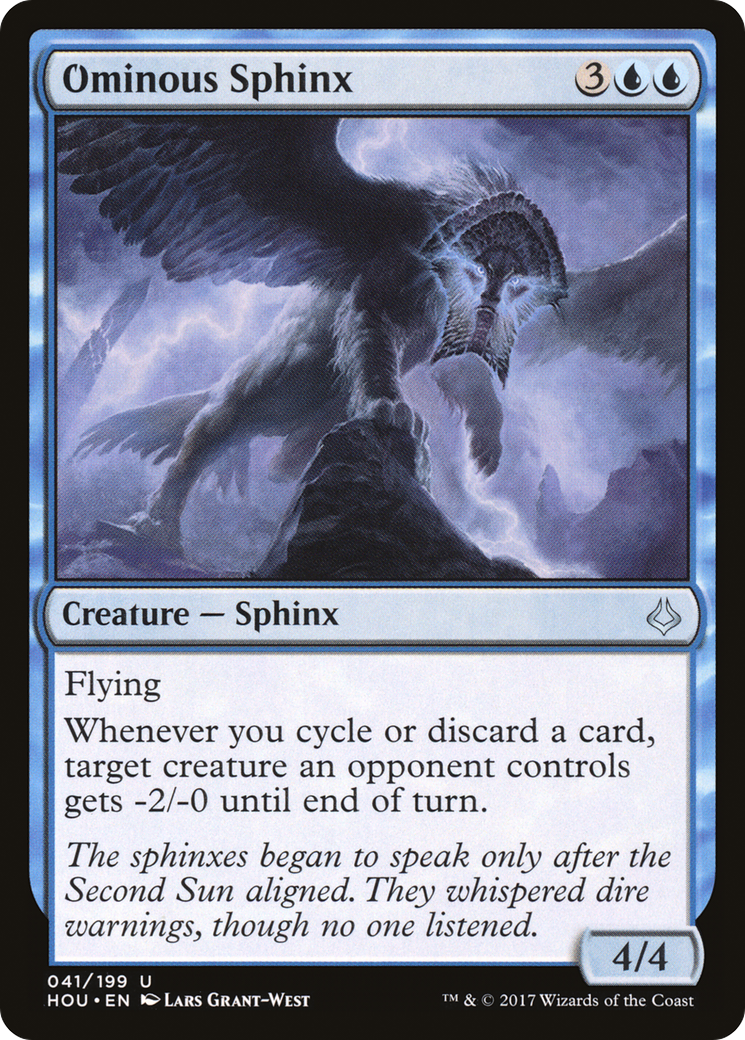 Ominous Sphinx 3
Creature — Sphinx
Flying
Whenever you cycle or discard a card,
target creature an opponent controls
gets -2/-0 until end of turn.
The sphinxes began to speak only after the
Second Sun aligned. They whispered dire
warnings, though no one listened.
4/4
041/199 U
HOU • EN Lars Grant-West ™ & © 2017 Wizards of the Coast